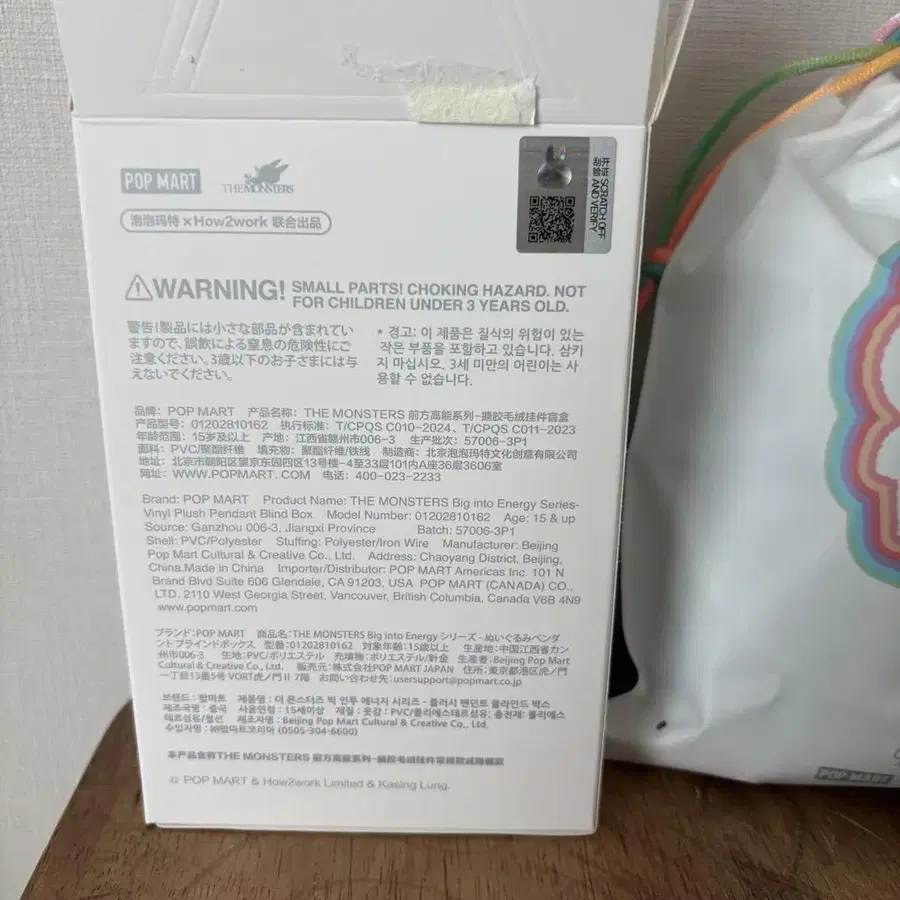 POP MART
THE MONSTERS
泡泡玛特 × How2work 联合出品
刮开验证
SCRATCH OFF
AND VERIFY
WARNING! SMALL PARTS! CHOKING HAZARD. NOT
FOR CHILDREN UNDER 3 YEARS OLD.
警告!製品には小さな部品が含まれてい
ますので、誤飲による窒息の危険性にご
注意ください。3歳以下のお子さまには与
えないでください。
* 경고: 이 제품은 질식의 위험이 있는
작은 부품을 포함하고 있습니다. 삼키
지 마십시오. 3세 미만의 어린이는 사
용할 수 없습니다.
品牌: POP MART 产品名称: THE MONSTERS 前方高能系列-搪胶毛绒挂件盲盒
产品型号: 01202810162 执行标准: T/CPQS C010-2024、T/CPQS C011-2023
年龄范围: 15岁及以上 产地: 江西省赣州市006-3 生产批次: 57006-3P1
面料: PVC/聚酯纤维 填充物: 聚酯纤维/铁线 制造商: 北京泡泡玛特文化创意有限公司
地址: 北京市朝阳区望京东园四区13号楼-4至33层101内A座36层3606室
网址: WWW.POPMART.COM 电话: 400-023-2233
Brand: POP MART Product Name: THE MONSTERS Big into Energy Series-
Vinyl Plush Pendant Blind Box Model Number: 01202810162 Age: 15 & up
Source: Ganzhou 006-3, Jiangxi Province Batch: 57006-3P1
Shell: PVC/Polyester Stuffing: Polyester/Iron Wire Manufacturer: Beijing
Pop Mart Cultural & Creative Co., Ltd. Address: Chaoyang District, Beijing,
China.Made in China Importer/Distributor: POP MART Americas Inc. 101 N
Brand Blvd Suite 606 Glendale, CA 91203, USA POP MART (CANADA) CO.,
LTD. 2110 West Georgia Street, Vancouver, British Columbia, Canada V6B 4N9
www.popmart.com
ブランド: POP MART 商品名: THE MONSTERS Big into Energy シリーズ - ぬいぐるみペンダ
ント ブラインドボックス 型番: 01202810162 対象年齢: 15歳以上 生産地: 中国江西省カン
州市006-3 生地: PVC/ポリエステル 充填物: ポリエステル/針金 生産者: Beijing Pop Mart
Cultural & Creative Co., Ltd. 販売元: 株式会社POP MART JAPAN 住所: 東京都港区虎ノ門
一丁目13番5号 VORT虎ノ門Ⅱ 7階 お問い合わせ先: usersupport@popmart.co.jp
브랜드: 팝마트 제품명: 더 몬스터즈 빅 인투 에너지 시리즈 - 플러시 펜던트 블라인드 박스
제조국명: 중국 사용연령: 15세이상 재질: 겉감: PVC/폴리에스테르섬유; 충전재: 폴리에스
테르섬유/철선 제조자명: Beijing Pop Mart Cultural & Creative Co., Ltd.
수입자명: ㈜팝마트코리아 (0505-304-6600)
本产品含有THE MONSTERS 前方高能系列-搪胶毛绒挂件常规款或隐藏款
© POP MART & How2work Limited & Kasing Lung.
POP MART